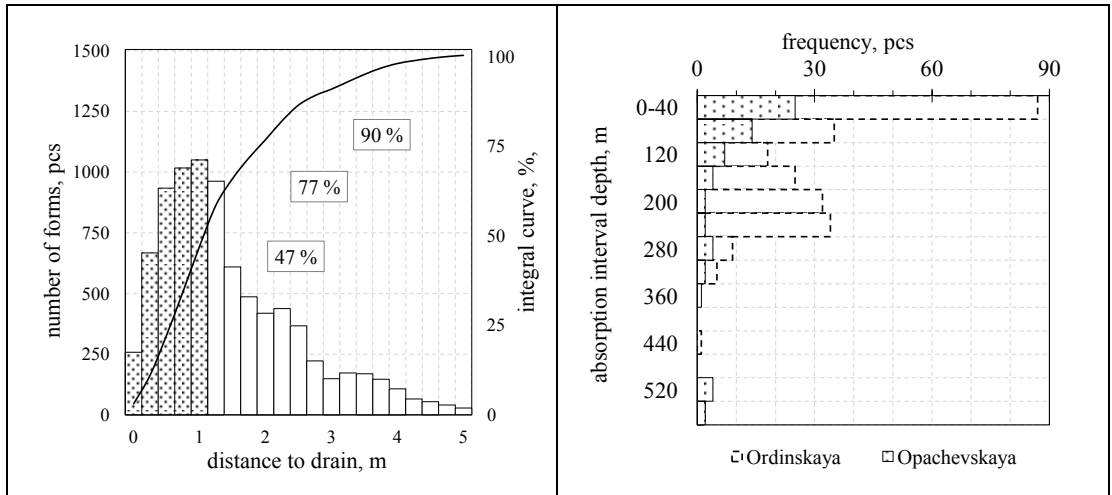 1500
1250
1000
750
500
250
0
number of forms, pcs
100
75
50
25
0
integral curve, %,
90 %
77 %
47 %
0 1 2 3 4 5
distance to drain, m
frequency, pcs
0 30 60 90
absorption interval depth, m
0-40
120
200
280
360
440
520
Ordinskaya Opachevskaya